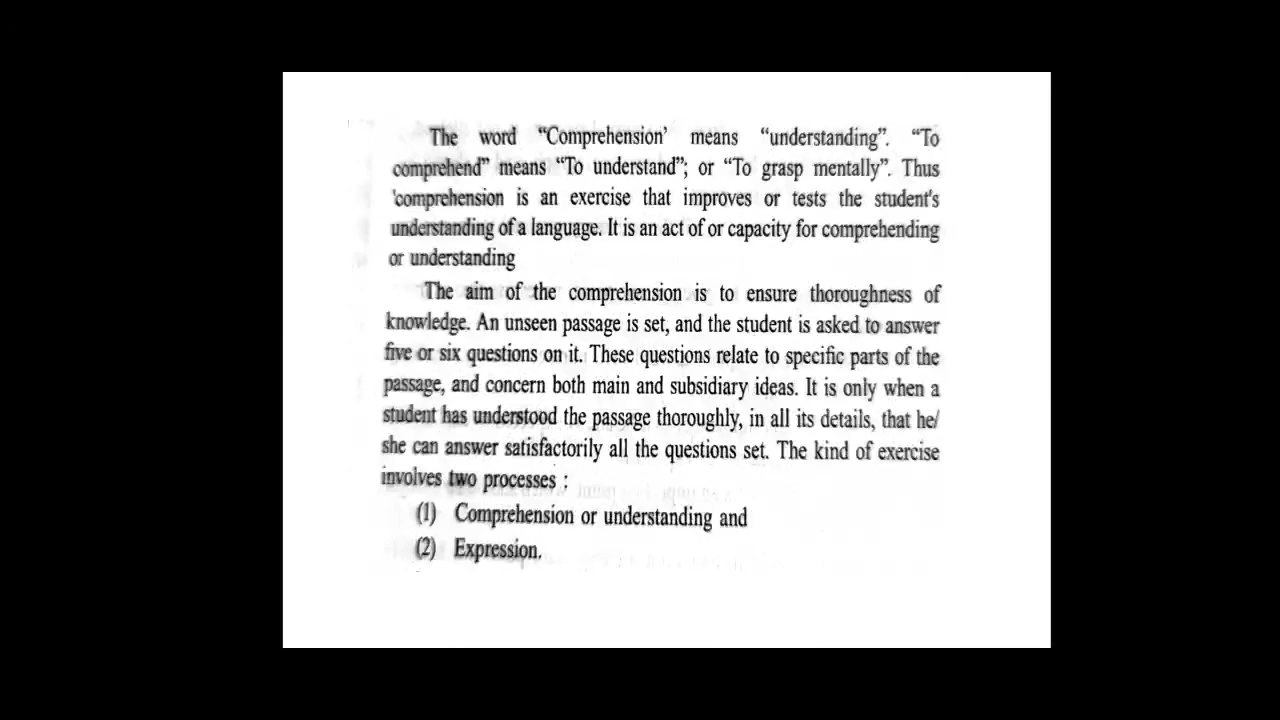 The word “Comprehension’ means “understanding”. “To
comprehend” means “To understand”; or “To grasp mentally”. Thus
'comprehension is an exercise that improves or tests the student's
understanding of a language. It is an act of or capacity for comprehending
or understanding
The aim of the comprehension is to ensure thoroughness of
knowledge. An unseen passage is set, and the student is asked to answer
five or six questions on it. These questions relate to specific parts of the
passage, and concern both main and subsidiary ideas. It is only when a
student has understood the passage thoroughly, in all its details, that he/
she can answer satisfactorily all the questions set. The kind of exercise
involves two processes :
(1) Comprehension or understanding and
(2) Expression.